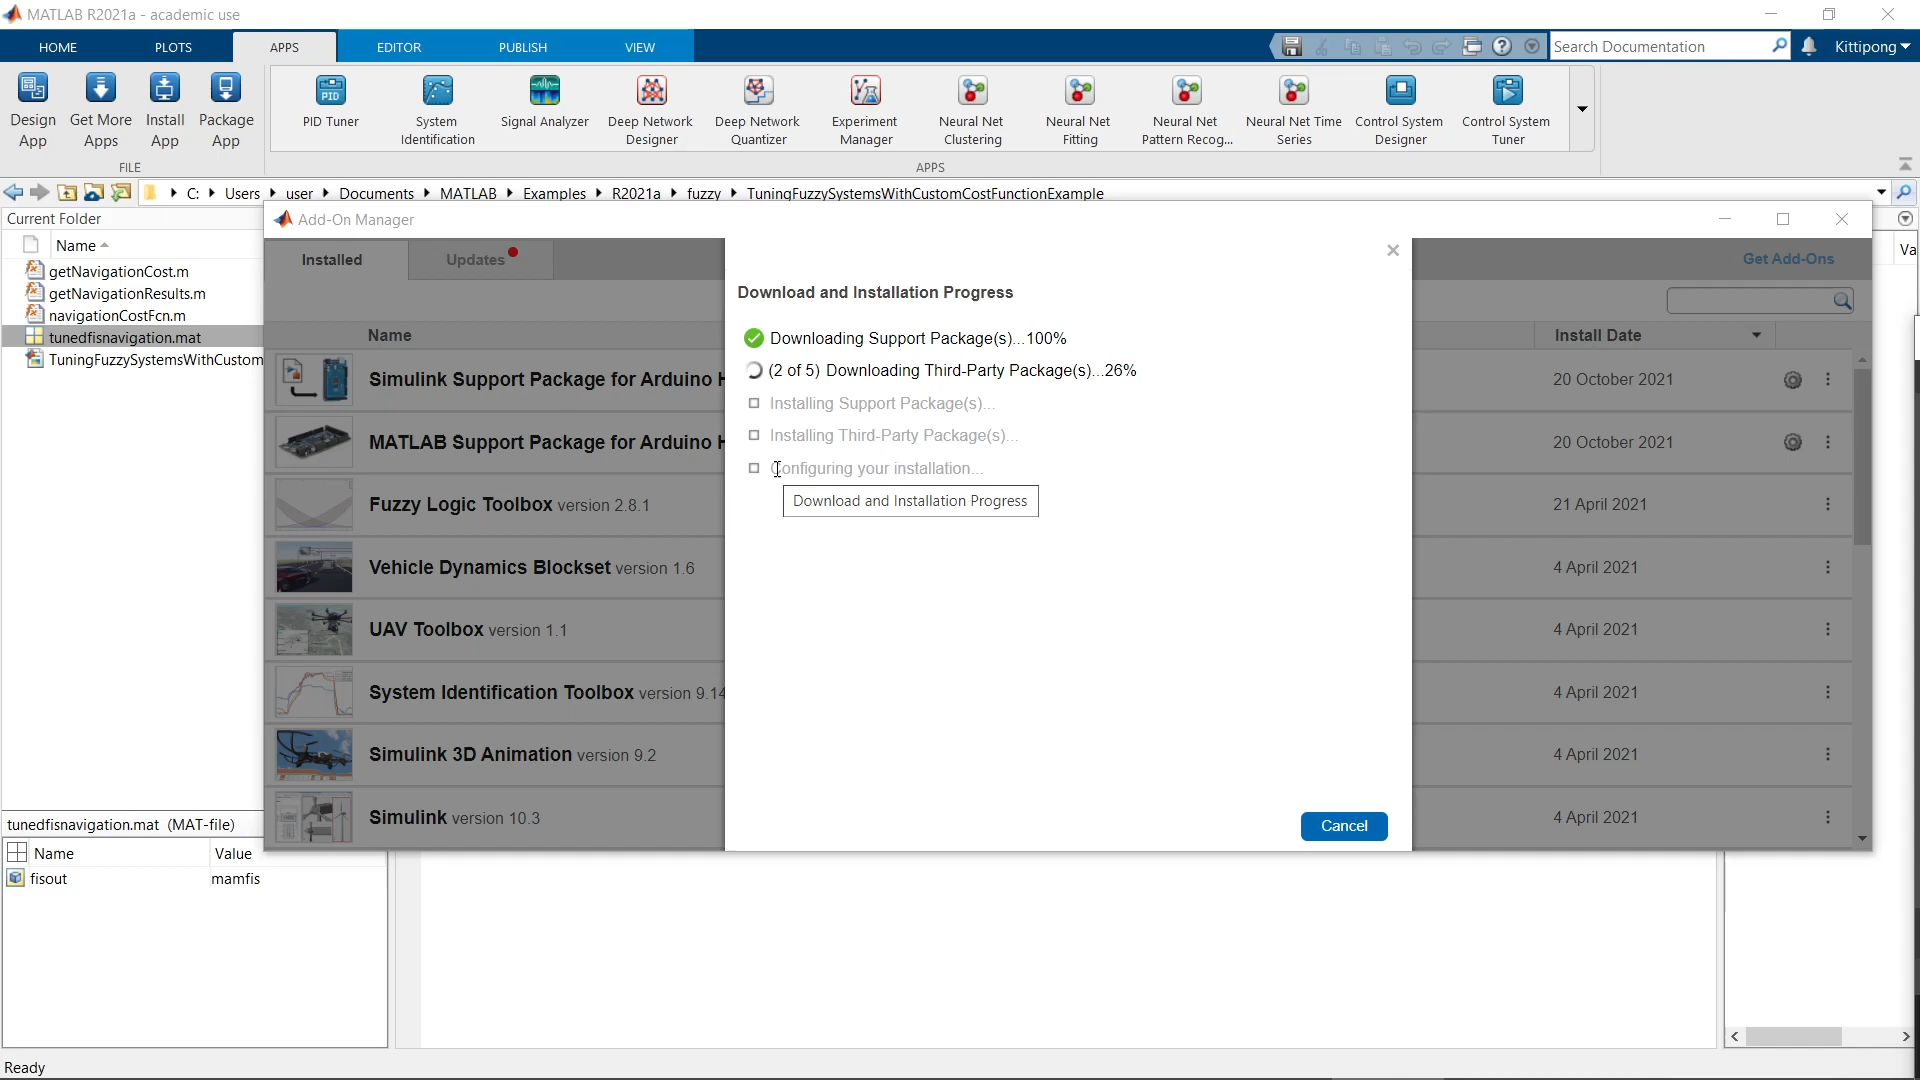 MATLAB R2021a - academic use
HOME
PLOTS
APPS
EDITOR
PUBLISH
VIEW
Search Documentation
Kittipong
Design App
Get More Apps
Install App
Package App
PID Tuner
System Identification
Signal Analyzer
Deep Network Designer
Deep Network Quantizer
Experiment Manager
Neural Net Clustering
Neural Net Fitting
Neural Net Pattern Recog...
Neural Net Time Series
Control System Designer
Control System Tuner
FILE
APPS
C: Users user Documents MATLAB Examples R2021a fuzzy TuningFuzzySystemsWithCustomCostFunctionExample
Current Folder
Name
getNavigationCost.m
getNavigationResults.m
navigationCostFcn.m
tunedfisnavigation.mat
TuningFuzzySystemsWithCustom
Va
Add-On Manager
Installed
Updates
Get Add-Ons
Name
Install Date
Simulink Support Package for Arduino H
20 October 2021
MATLAB Support Package for Arduino H
20 October 2021
Fuzzy Logic Toolbox version 2.8.1
21 April 2021
Vehicle Dynamics Blockset version 1.6
4 April 2021
UAV Toolbox version 1.1
4 April 2021
System Identification Toolbox version 9.14
4 April 2021
Simulink 3D Animation version 9.2
4 April 2021
Simulink version 10.3
4 April 2021
Download and Installation Progress
Downloading Support Package(s)...100%
(2 of 5) Downloading Third-Party Package(s)...26%
Installing Support Package(s)...
Installing Third-Party Package(s)...
Configuring your installation...
Download and Installation Progress
Cancel
tunedfisnavigation.mat (MAT-file)
Name
Value
fisout
mamfis
Ready